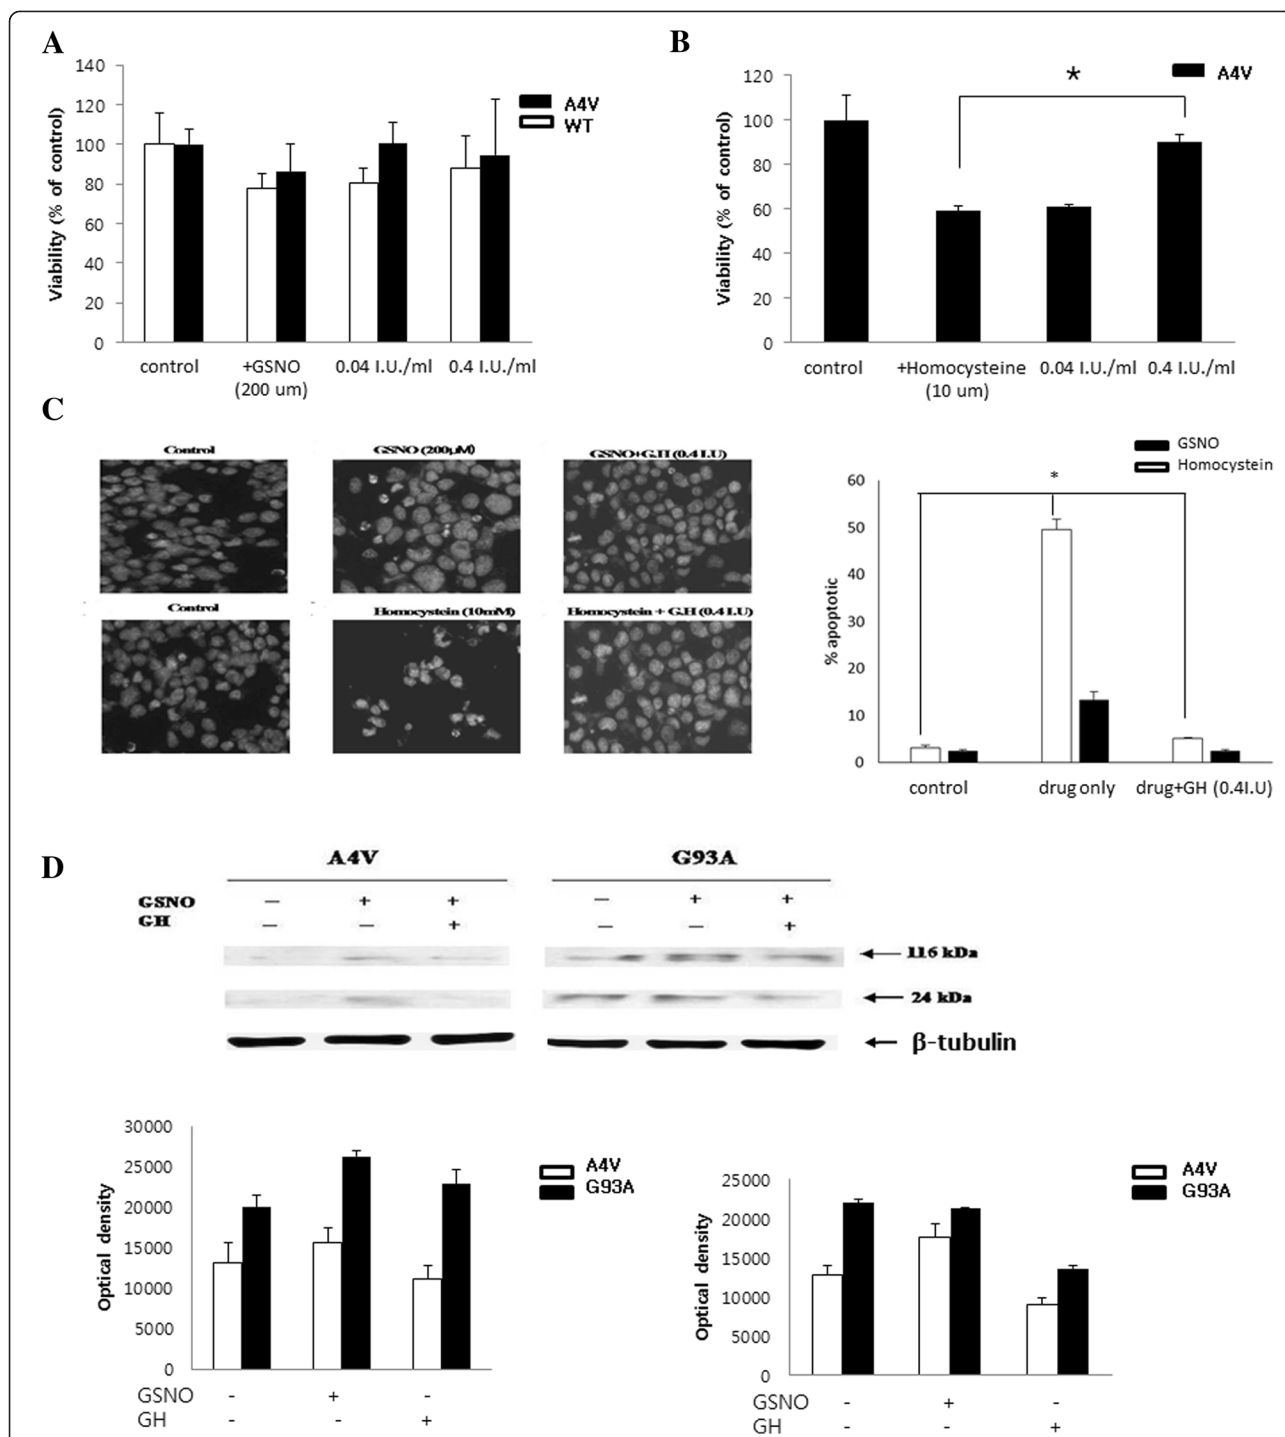 A
140
120
100
80
60
40
20
0
Viability (% of control)
A4V
WT
control
+GSNO
(200 um)
0.04 I.U./ml
0.4 I.U./ml
B
120
100
80
60
40
20
0
Viability (% of control)
*
A4V
control
+Homocysteine
(10 um)
0.04 I.U./ml
0.4 I.U./ml
C
Control
GSNO (200μM)
GSNO+G.H (0.4 I.U)
Control
Homocystein (10mM)
Homocystein + G.H (0.4 I.U)
GSNO
Homocystein
60
50
40
30
20
10
0
% apoptotic
*
control
drug only
drug+GH (0.4I.U)
D
A4V
G93A
GSNO – + + – + +
GH – – + – – +
116 kDa
24 kDa
β-tubulin
30000
25000
20000
15000
10000
5000
0
Optical density
A4V
G93A
GSNO - + -
GH - - +
25000
20000
15000
10000
5000
0
Optical density
A4V
G93A
GSNO - + -
GH - - +